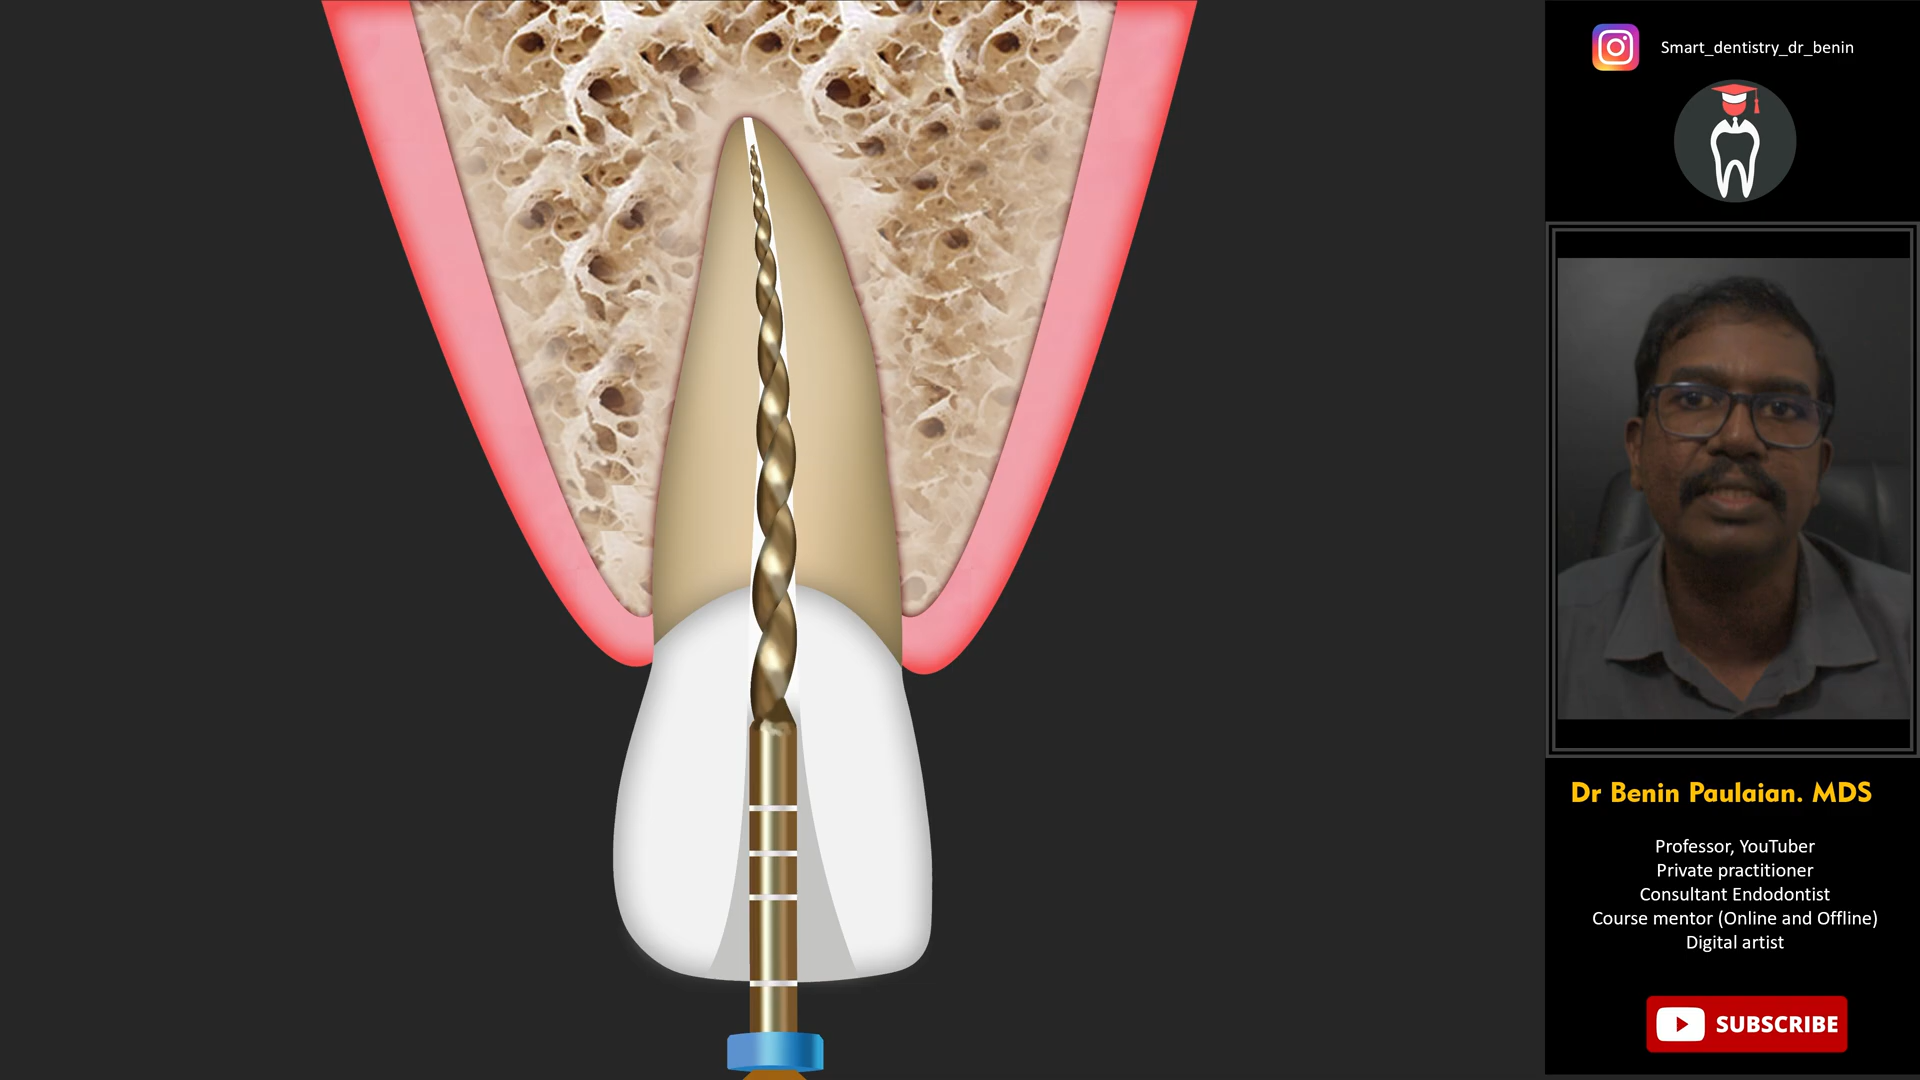 Smart_dentistry_dr_benin
Dr Benin Paulaian. MDS
Professor, YouTuber
Private practitioner
Consultant Endodontist
Course mentor (Online and Offline)
Digital artist
SUBSCRIBE